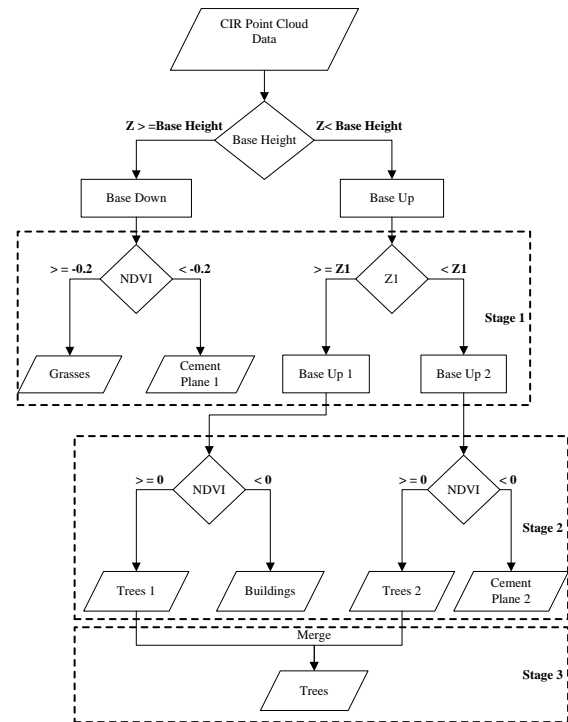 CIR Point Cloud
Data
Z > =Base Height
Z< Base Height
Base Height
Base Down
Base Up
> = -0.2
NDVI
< -0.2
> = Z1
Z1
< Z1
Stage 1
Grasses
Cement
Plane 1
Base Up 1
Base Up 2
> = 0
NDVI
< 0
> = 0
NDVI
< 0
Stage 2
Trees 1
Buildings
Trees 2
Cement
Plane 2
Merge
Trees
Stage 3